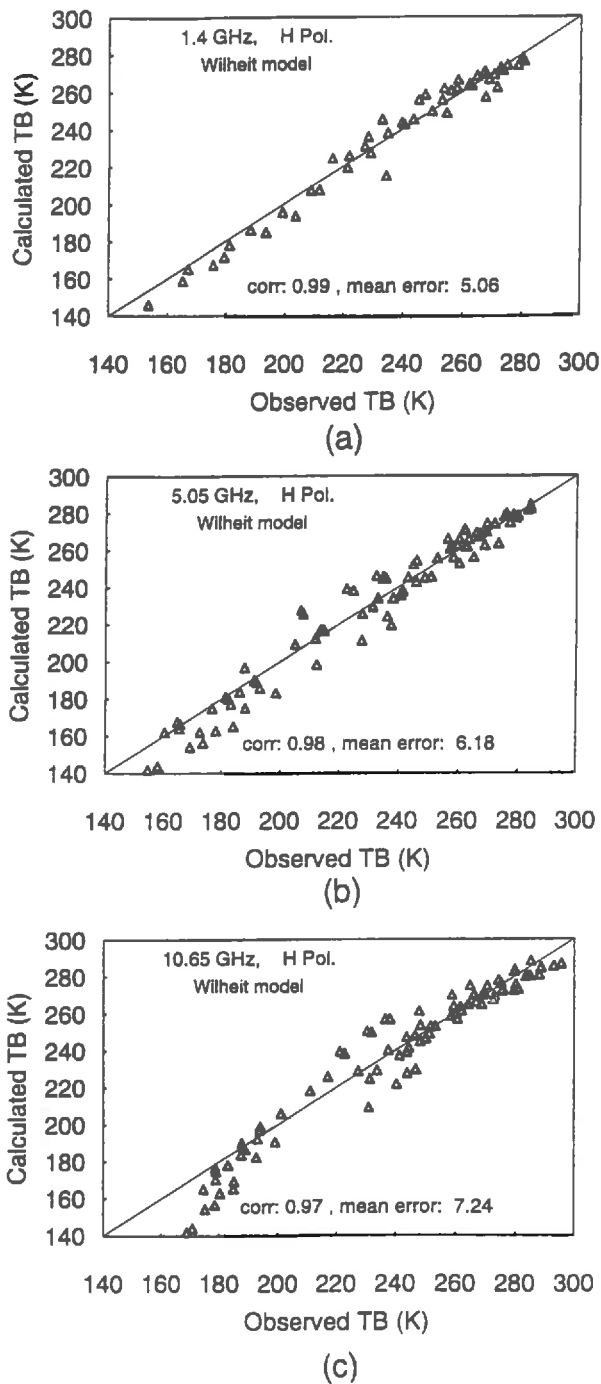 300
1.4 GHz, H Pol.
Wilheit model
280
260
240
220
200
180
160
140
Calculated TB (K)
corr: 0.99 , mean error: 5.06
140 160 180 200 220 240 260 280 300
Observed TB (K)
(a)
300
5.05 GHz, H Pol.
Wilheit model
280
260
240
220
200
180
160
140
Calculated TB (K)
corr: 0.98 , mean error: 6.18
140 160 180 200 220 240 260 280 300
Observed TB (K)
(b)
300
10.65 GHz, H Pol.
Wilheit model
280
260
240
220
200
180
160
140
Calculated TB (K)
corr: 0.97 , mean error: 7.24
140 160 180 200 220 240 260 280 300
Observed TB (K)
(c)